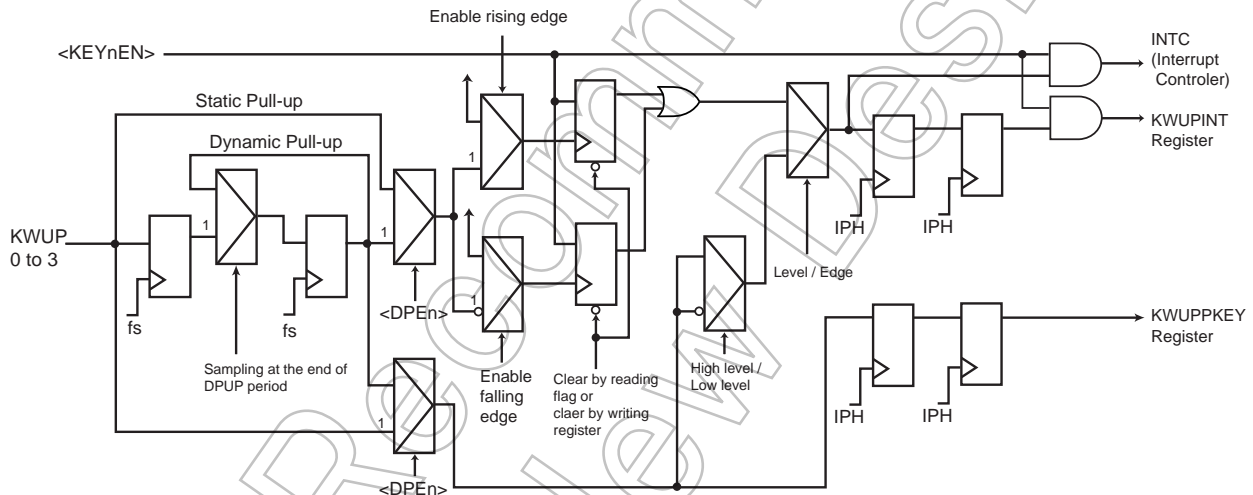 Enable rising edge
<KEYnEN>
INTC
(Interrupt
Controler)
Static Pull-up
Dynamic Pull-up
KWUPINT
Register
1
1
1
KWUP
0 to 3
1
IPH
IPH
Level / Edge
<DPEn>
fs
fs
KWUPPKEY
Register
Sampling at the end of
DPUP period
Enable
falling
edge
Clear by reading
flag or
claer by writing
register
High level /
Low level
1
IPH
IPH
<DPEn>
Recomm
New Des